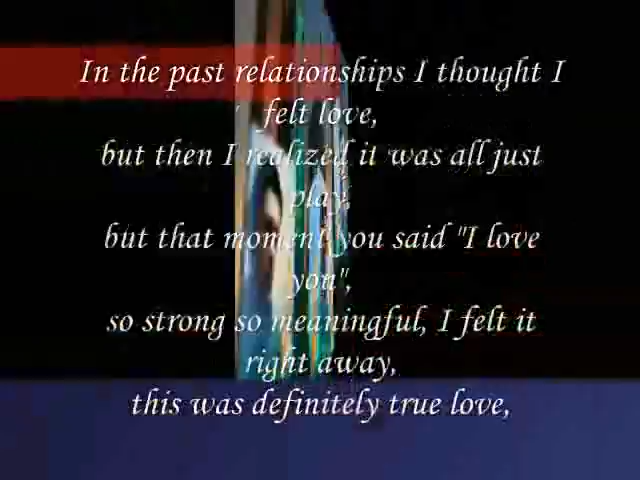 In the past relationships I thought I
felt love,
but then I realized it was all just
play,
but that moment you said "I love
you",
so strong so meaningful, I felt it
right away,
this was definitely true love,